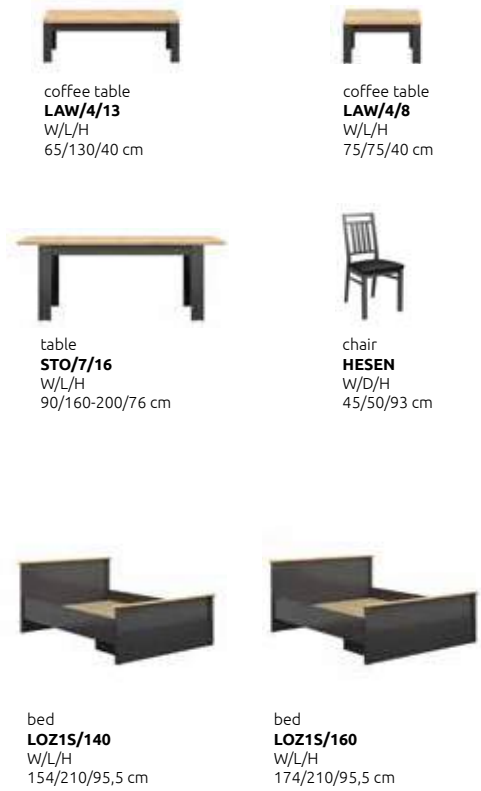 coffee table
LAW/4/13
W/L/H
65/130/40 cm
coffee table
LAW/4/8
W/L/H
75/75/40 cm
table
STO/7/16
W/L/H
90/160-200/76 cm
chair
HESEN
W/D/H
45/50/93 cm
bed
LOZ1S/140
W/L/H
154/210/95,5 cm
bed
LOZ1S/160
W/L/H
174/210/95,5 cm